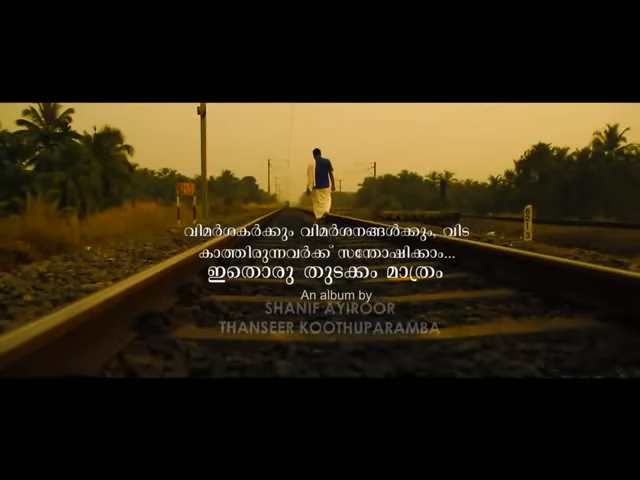 വിമർശകർക്കും വിമർശനങ്ങൾക്കും, വിട
കാത്തിരുന്നവർക്ക് സന്തോഷിക്കാം...
ഇതൊരു തുടക്കം മാത്രം
An album by
SHANIF AYIROOR
THANSEER KOOTHUPARAMBA